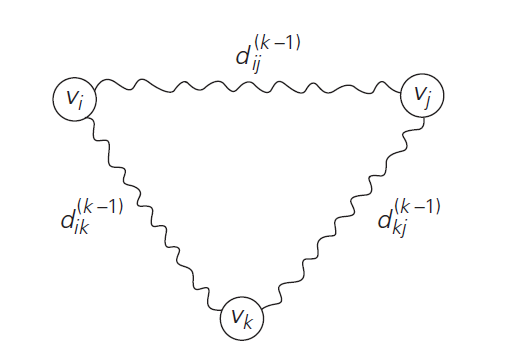 d_{ij}^{(k–1)}
v_i
v_j
d_{ik}^{(k–1)}
d_{kj}^{(k–1)}
v_k